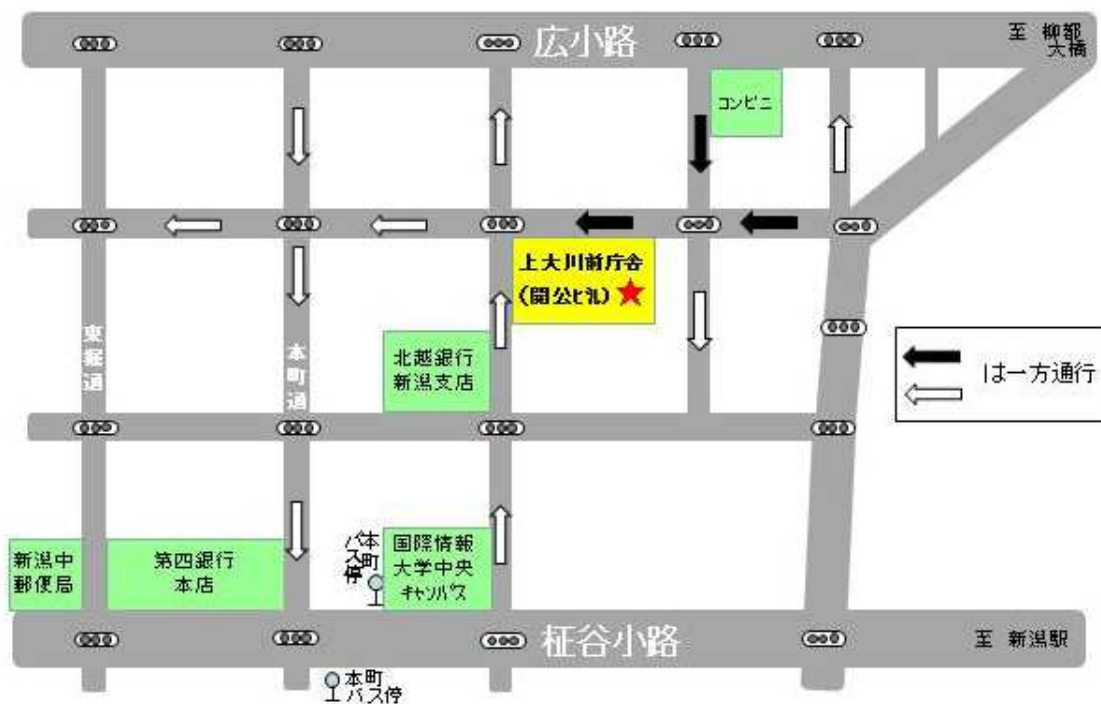 広小路
至 柳都
大橋
コンビニ
上大川前庁舎
(開公ビル)
東堀通
本町通
北越銀行
新潟支店
は一方通行
新潟中
郵便局
第四銀行
本店
本町
バス停
国際情報
大学中央
キャンパス
柾谷小路
至 新潟駅
本町
バス停